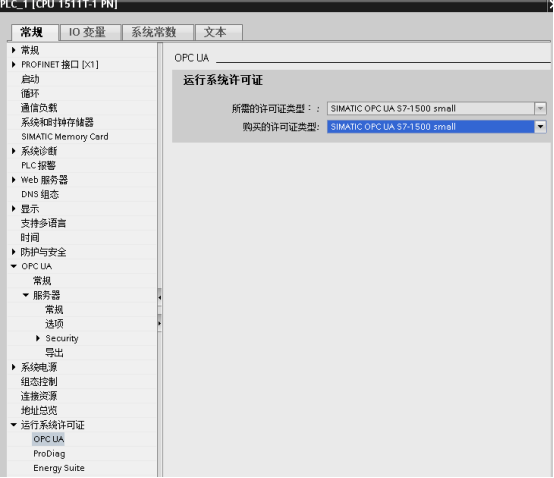 PLC_1 [CPU 1511T-1 PN]
常规 IO 变量 系统常数 文本
常规
PROFINET 接口 [X1]
启动
循环
通信负载
系统和时钟存储器
SIMATIC Memory Card
系统诊断
PLC 报警
Web 服务器
DNS 组态
显示
支持多语言
时间
防护与安全
OPC UA
常规
服务器
常规
选项
Security
导出
系统电源
组态控制
连接资源
地址总览
运行系统许可证
OPC UA
ProDiag
Energy Suite
OPC UA
运行系统许可证
所需的许可证类型: : SIMATIC OPC UA S7-1500 small
购买的许可证类型: SIMATIC OPC UA S7-1500 small